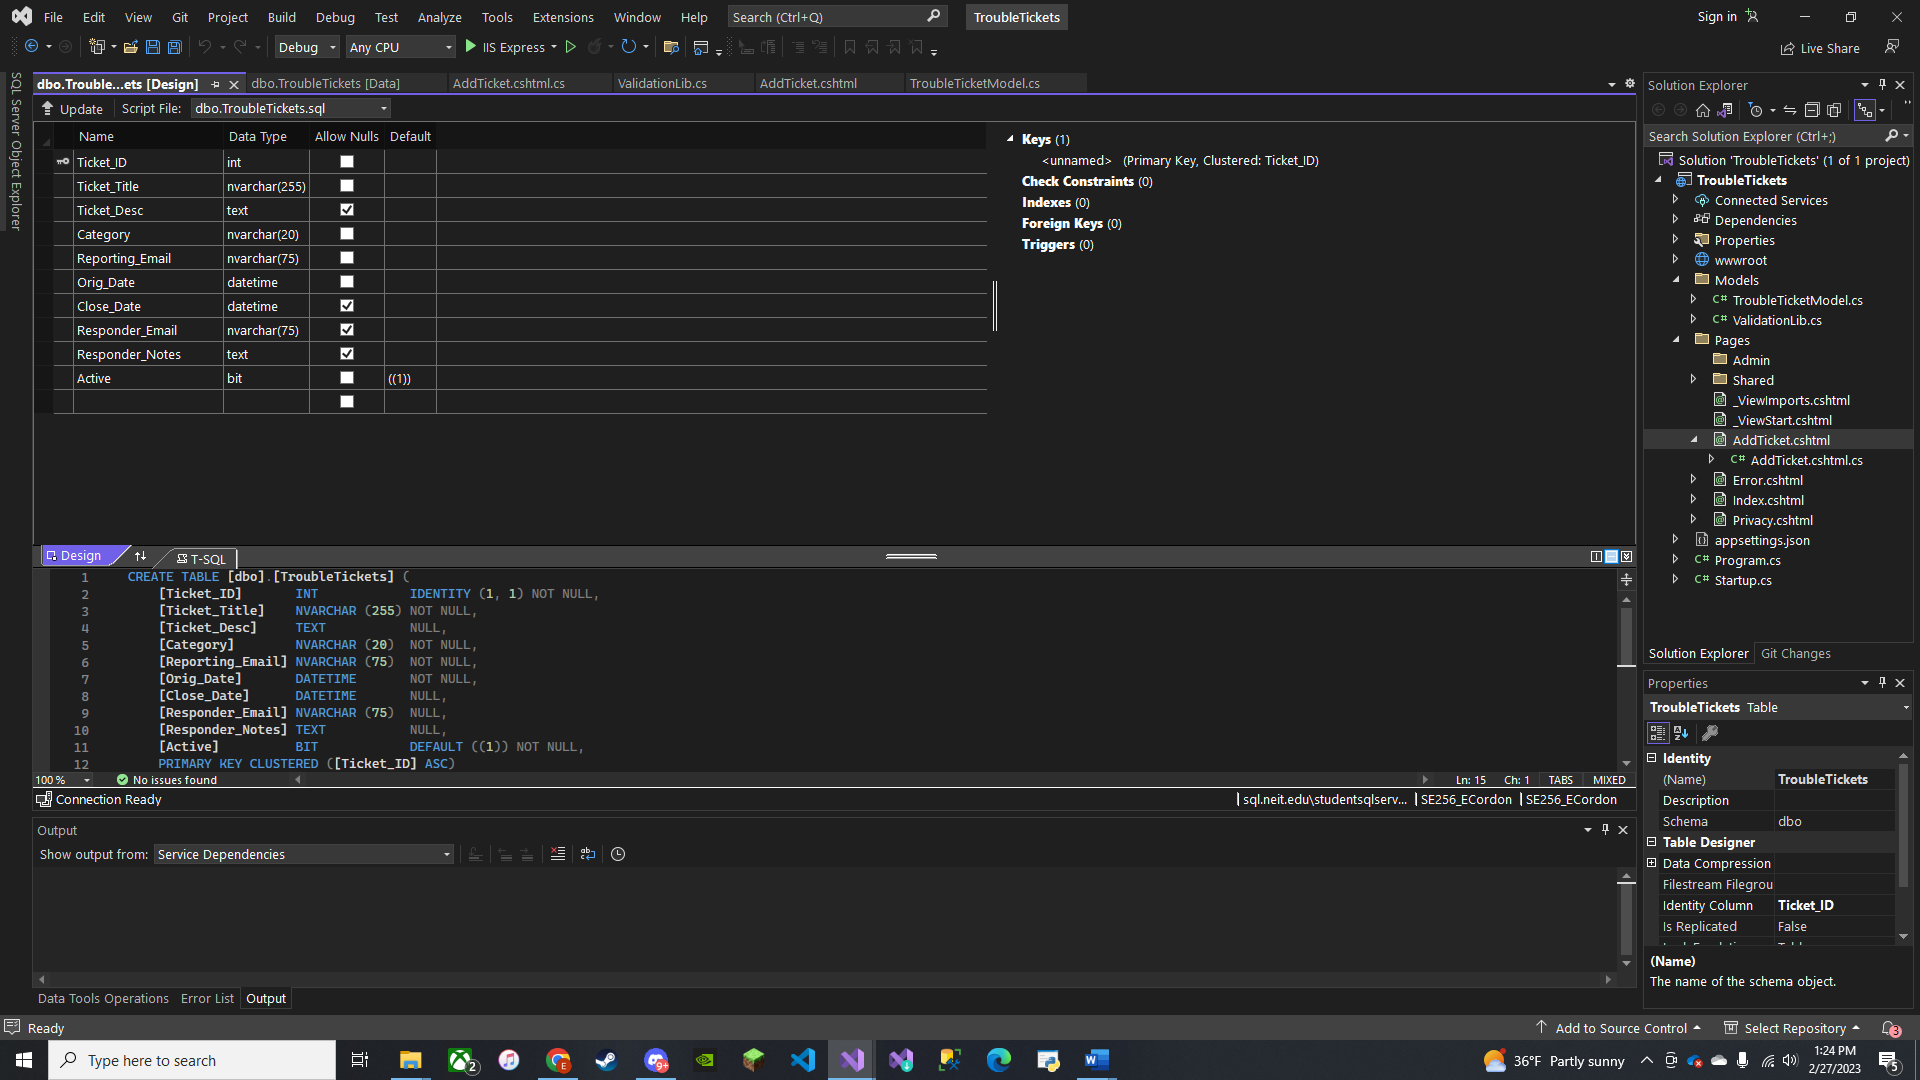 File Edit View Git Project Build Debug Test Analyze Tools Extensions Window Help Search (Ctrl+Q) TroubleTickets Sign in
Debug Any CPU IIS Express Live Share
SQL Server Object Explorer
dbo.Trouble...ets [Design] dbo.TroubleTickets [Data] AddTicket.cshtml.cs ValidationLib.cs AddTicket.cshtml TroubleTicketModel.cs
Update Script File: dbo.TroubleTickets.sql
Name Data Type Allow Nulls Default
Ticket_ID int
Ticket_Title nvarchar(255)
Ticket_Desc text
Category nvarchar(20)
Reporting_Email nvarchar(75)
Orig_Date datetime
Close_Date datetime
Responder_Email nvarchar(75)
Responder_Notes text
Active bit ((1))
Keys (1)
<unnamed> (Primary Key, Clustered: Ticket_ID)
Check Constraints (0)
Indexes (0)
Foreign Keys (0)
Triggers (0)
Design T-SQL
1 CREATE TABLE [dbo].[TroubleTickets] (
2 [Ticket_ID] INT IDENTITY (1, 1) NOT NULL,
3 [Ticket_Title] NVARCHAR (255) NOT NULL,
4 [Ticket_Desc] TEXT NULL,
5 [Category] NVARCHAR (20) NOT NULL,
6 [Reporting_Email] NVARCHAR (75) NOT NULL,
7 [Orig_Date] DATETIME NOT NULL,
8 [Close_Date] DATETIME NULL,
9 [Responder_Email] NVARCHAR (75) NULL,
10 [Responder_Notes] TEXT NULL,
11 [Active] BIT DEFAULT ((1)) NOT NULL,
12 PRIMARY KEY CLUSTERED ([Ticket_ID] ASC)
100 % No issues found Ln: 15 Ch: 1 TABS MIXED
Connection Ready sql.neit.edu\studentsqlserv... SE256_ECordon SE256_ECordon
Output
Show output from: Service Dependencies
Data Tools Operations Error List Output
Solution Explorer
Search Solution Explorer (Ctrl+;)
Solution 'TroubleTickets' (1 of 1 project)
TroubleTickets
Connected Services
Dependencies
Properties
wwwroot
Models
C# TroubleTicketModel.cs
C# ValidationLib.cs
Pages
Admin
Shared
_ViewImports.cshtml
_ViewStart.cshtml
AddTicket.cshtml
C# AddTicket.cshtml.cs
Error.cshtml
Index.cshtml
Privacy.cshtml
appsettings.json
C# Program.cs
C# Startup.cs
Solution Explorer Git Changes
Properties
TroubleTickets Table
Identity
(Name) TroubleTickets
Description
Schema dbo
Table Designer
Data Compression
Filestream Filegrou
Identity Column Ticket_ID
Is Replicated False
(Name)
The name of the schema object.
Ready Add to Source Control Select Repository 3
Type here to search 2 E 9+ 36°F Partly sunny 1:24 PM 5
2/27/2023